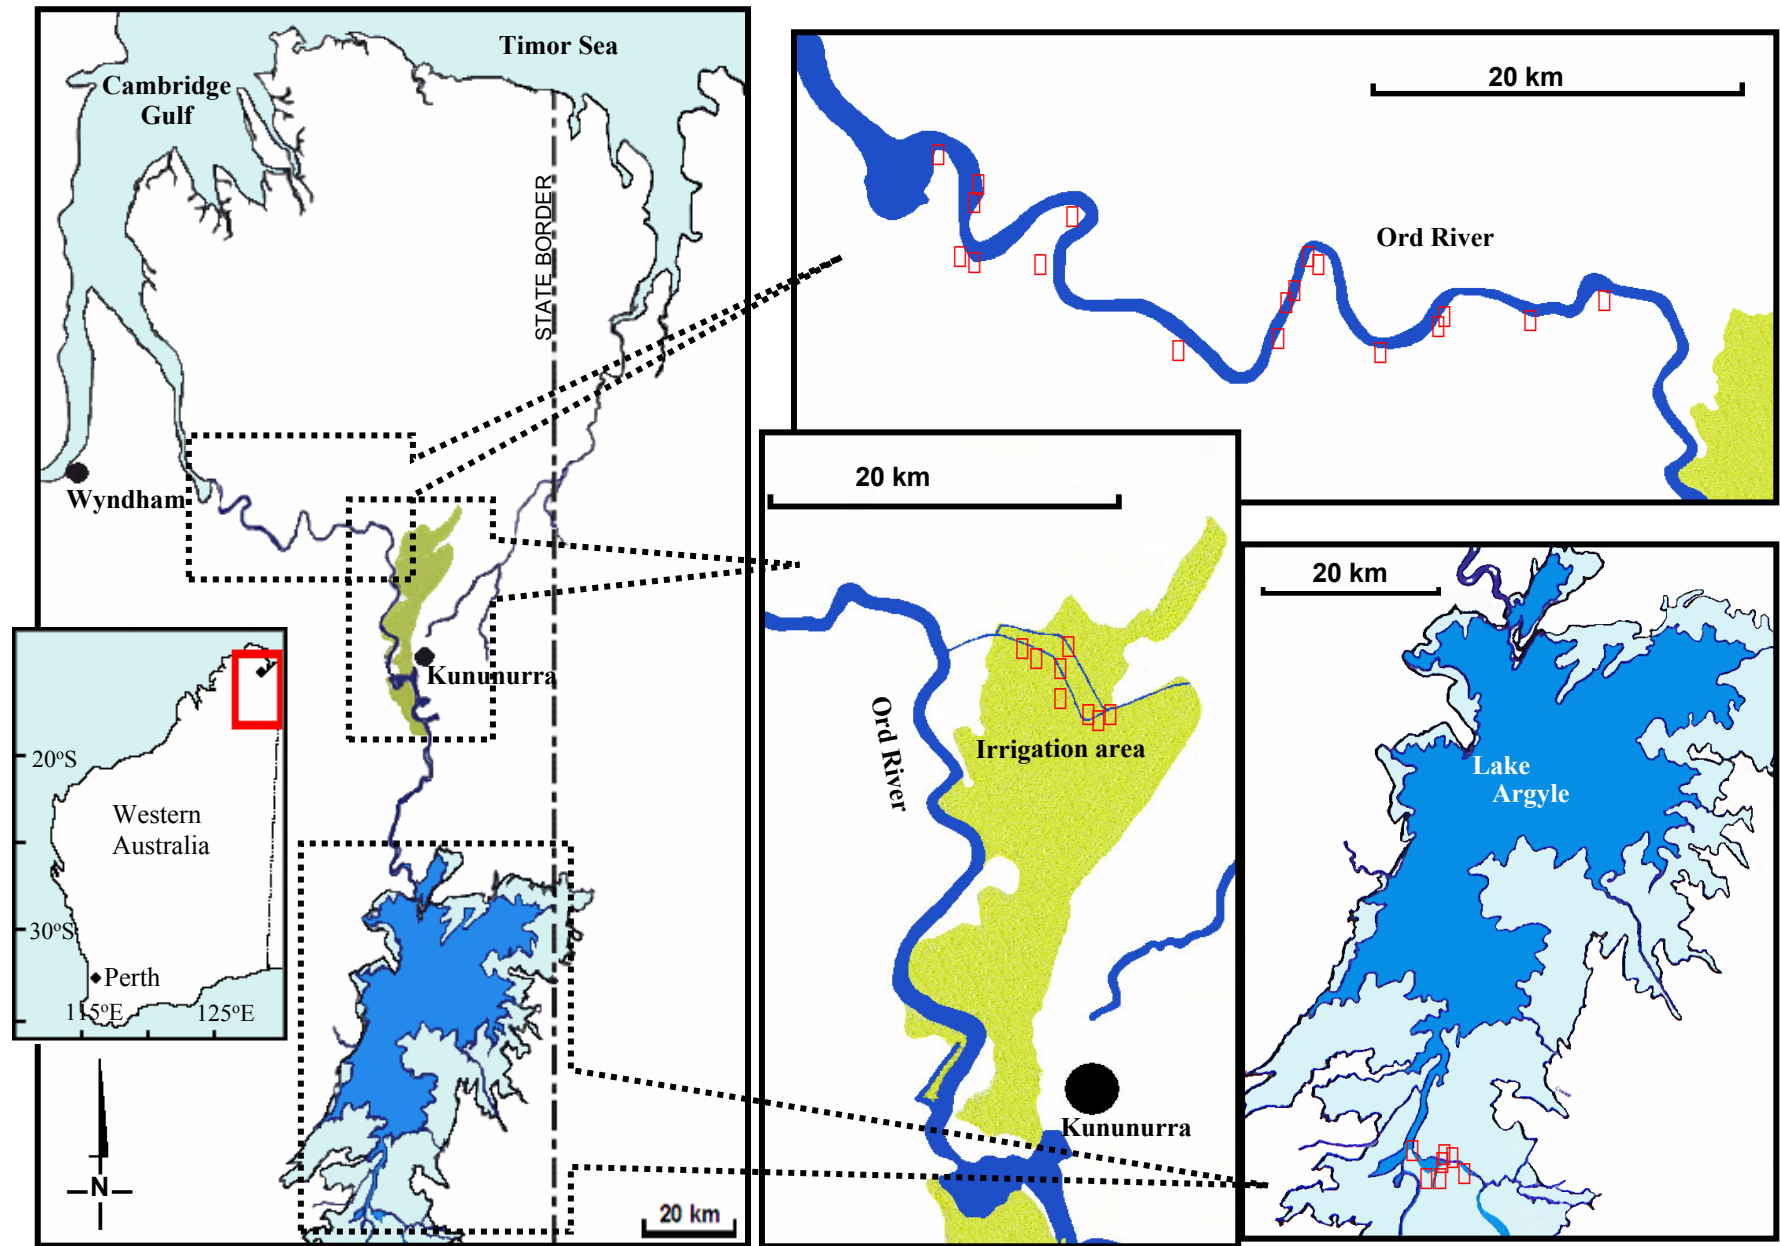 Timor Sea
Cambridge
Gulf
STATE BORDER
Wyndham
Kununurra
20°S
Western
Australia
30°S
Perth
115°E
125°E
N
20 km
20 km
Ord River
20 km
Ord River
Irrigation area
Kununurra
20 km
Lake
Argyle